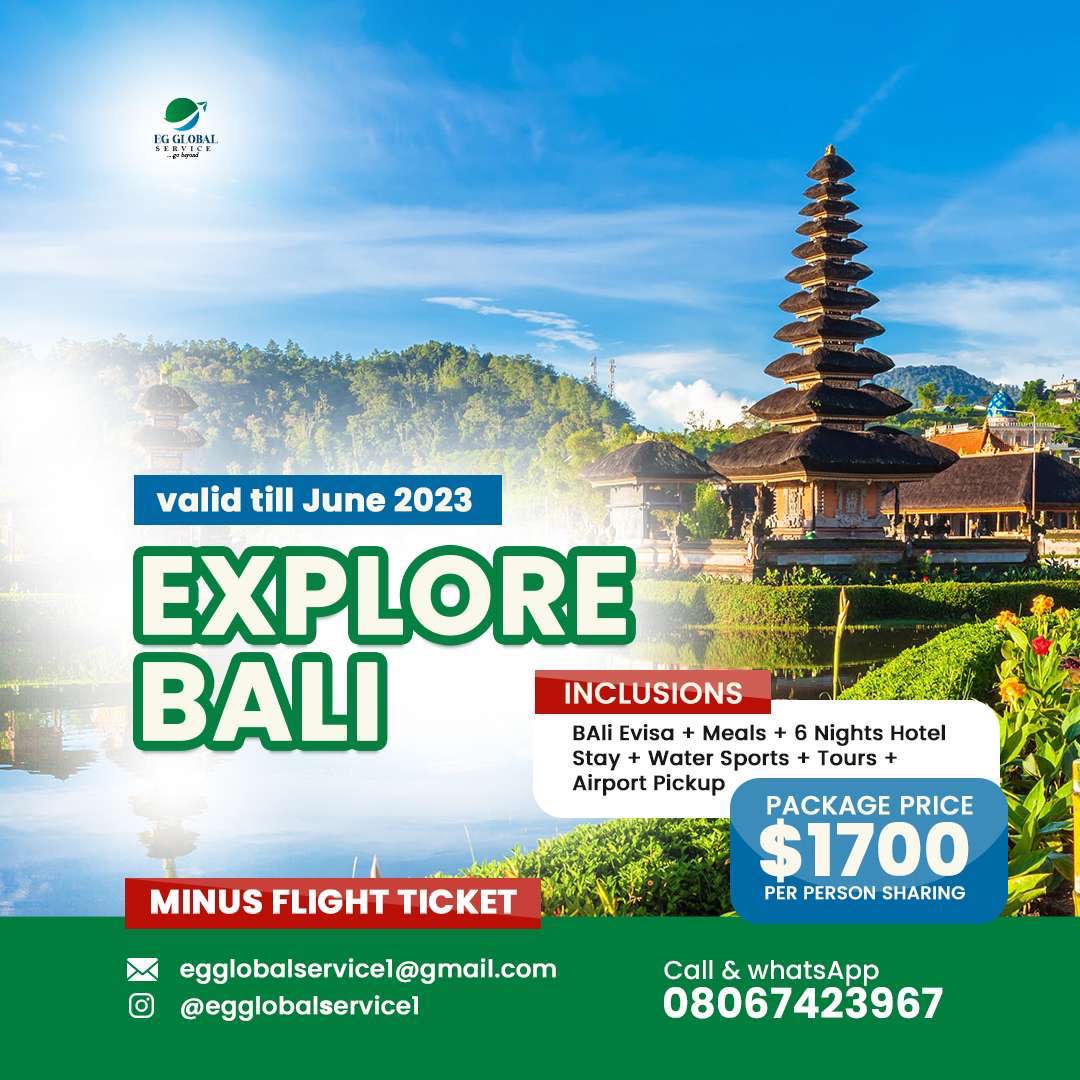 EG GLOBAL
SERVICE
...go beyond
valid till June 2023
EXPLORE
BALI
INCLUSIONS
BAli Evisa + Meals + 6 Nights Hotel
Stay + Water Sports + Tours +
Airport Pickup
PACKAGE PRICE
$1700
PER PERSON SHARING
MINUS FLIGHT TICKET
egglobalservice1@gmail.com
@egglobalservice1
Call & whatsApp
08067423967